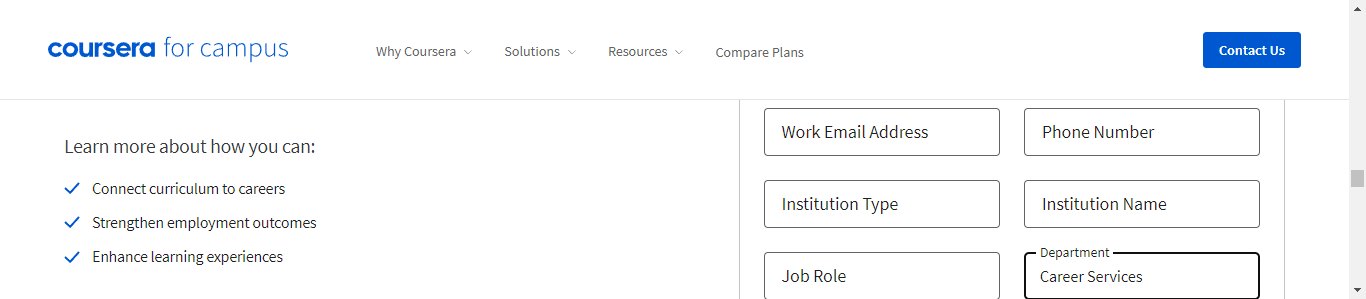 coursera for campus
Why Coursera
Solutions
Resources
Compare Plans
Contact Us
Learn more about how you can:
Connect curriculum to careers
Strengthen employment outcomes
Enhance learning experiences
Work Email Address
Phone Number
Institution Type
Institution Name
Job Role
Department
Career Services